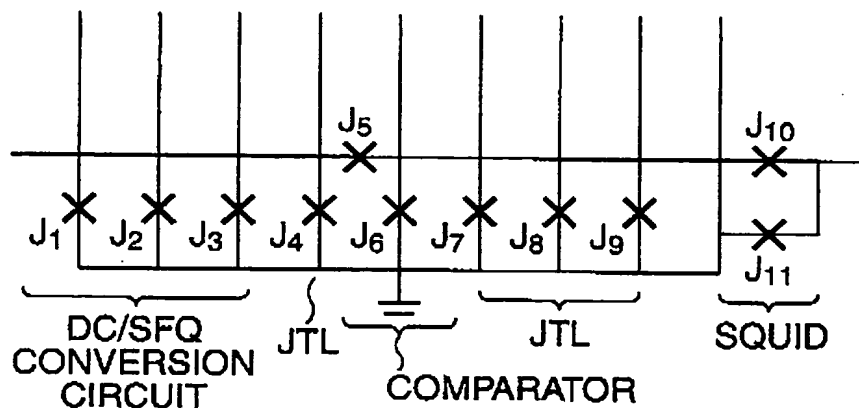 J5
J10
J1
J2
J3
J4
J6
J7
J8
J9
J11
DC/SFQ
CONVERSION
CIRCUIT
JTL
COMPARATOR
JTL
SQUID